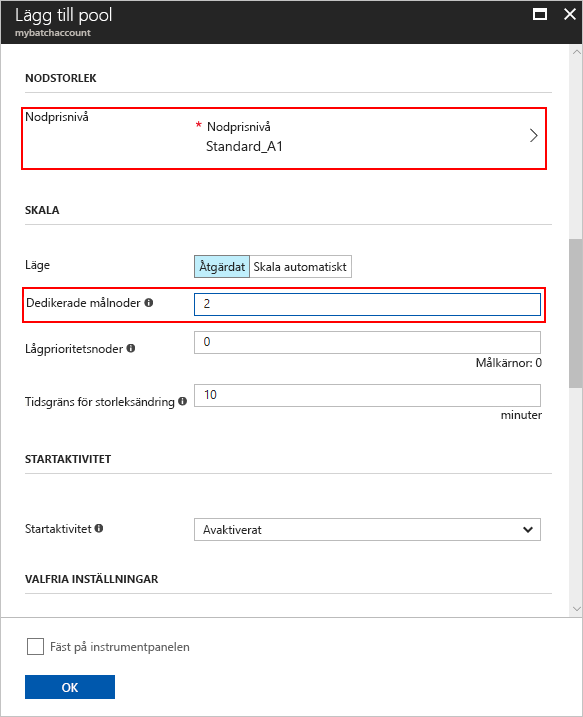 Lägg till pool
mybatchaccount
NODSTORLEK
Nodprisnivå
* Nodprisnivå
Standard_A1
SKALA
Läge Åtgärdat Skala automatiskt
Dedikerade målnoder 2
Lågprioritetsnoder 0
Målkärnor: 0
Tidsgräns för storleksändring 10
minuter
STARTAKTIVITET
Startaktivitet Avaktiverat
VALFRIA INSTÄLLNINGAR
Fäst på instrumentpanelen
OK